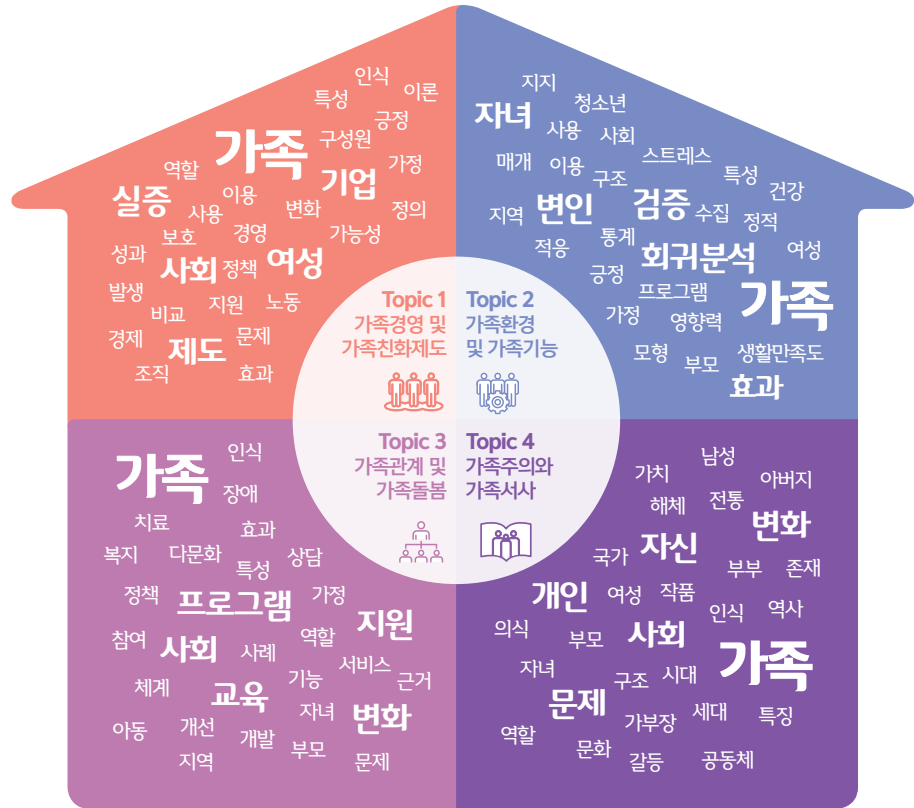 인식
이론
특성
긍정
가족
구성원
역할
기업
가정
실증
이용
사용
변화
정의
보호
경영
가능성
성과
사회
정책
여성
발생
비교
지원
노동
경제
제도
문제
조직
효과
지지
자녀
청소년
사용
사회
매개
이용
스트레스
구조
특성
건강
지역
변인
검증
수집
정적
적응
통계
회귀분석
여성
긍정
프로그램
가족
가정
영향력
모형
부모
생활만족도
효과
Topic 1
가족경영 및
가족친화제도
Topic 2
가족환경
및 가족기능
Topic 3
가족관계 및
가족돌봄
Topic 4
가족주의와
가족서사
가족
인식
장애
치료
효과
복지
다문화
특성
상담
정책
프로그램
가정
지원
참여
사회
사례
역할
서비스
체계
교육
기능
근거
아동
개선
개발
자녀
변화
지역
부모
문제
남성
가치
아버지
해체
전통
변화
국가
자신
부부
존재
개인
여성
작품
인식
역사
의식
부모
사회
가족
자녀
구조
시대
문제
가부장
세대
특징
역할
문화
갈등
공동체